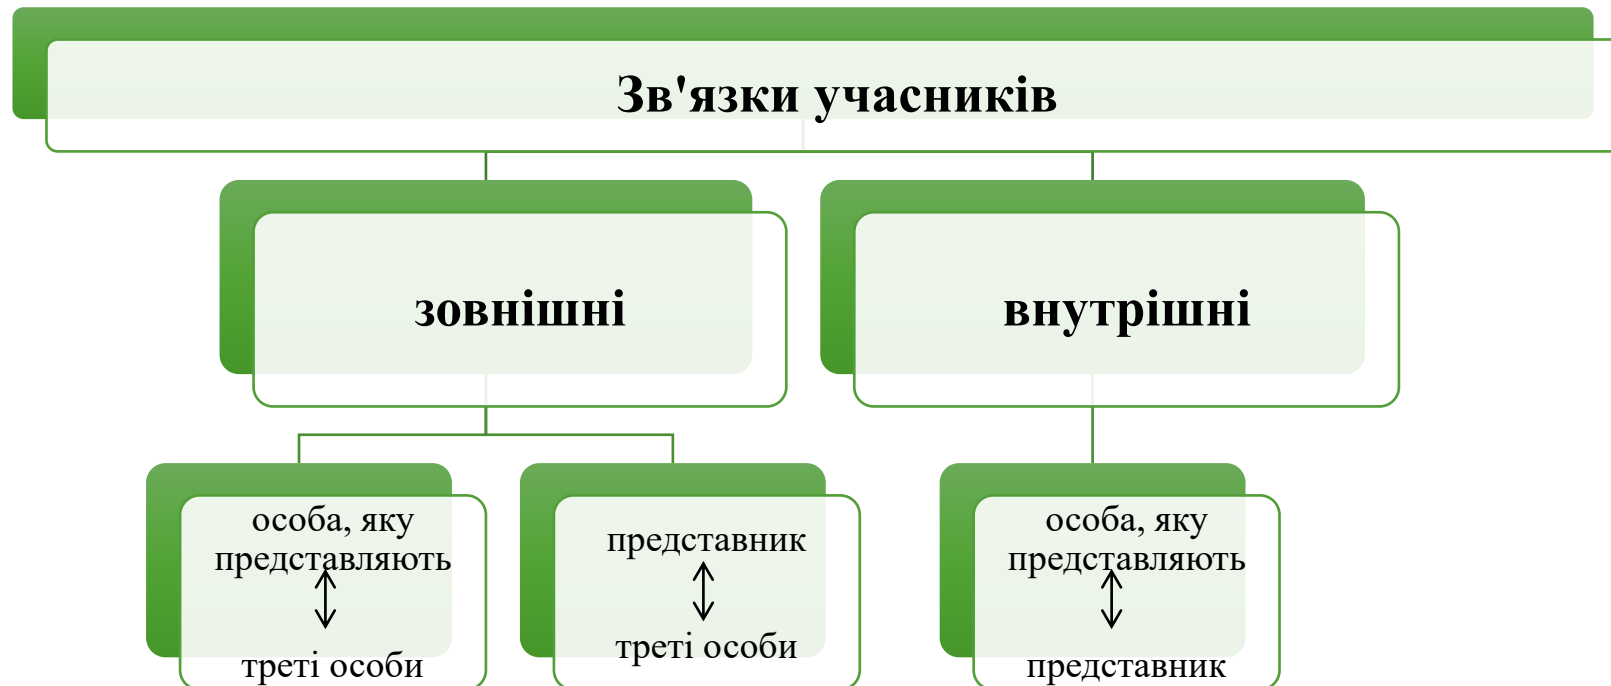 Зв'язки учасників
зовнішні
внутрішні
особа, яку
представляють
треті особи
представник
треті особи
особа, яку
представляють
представник